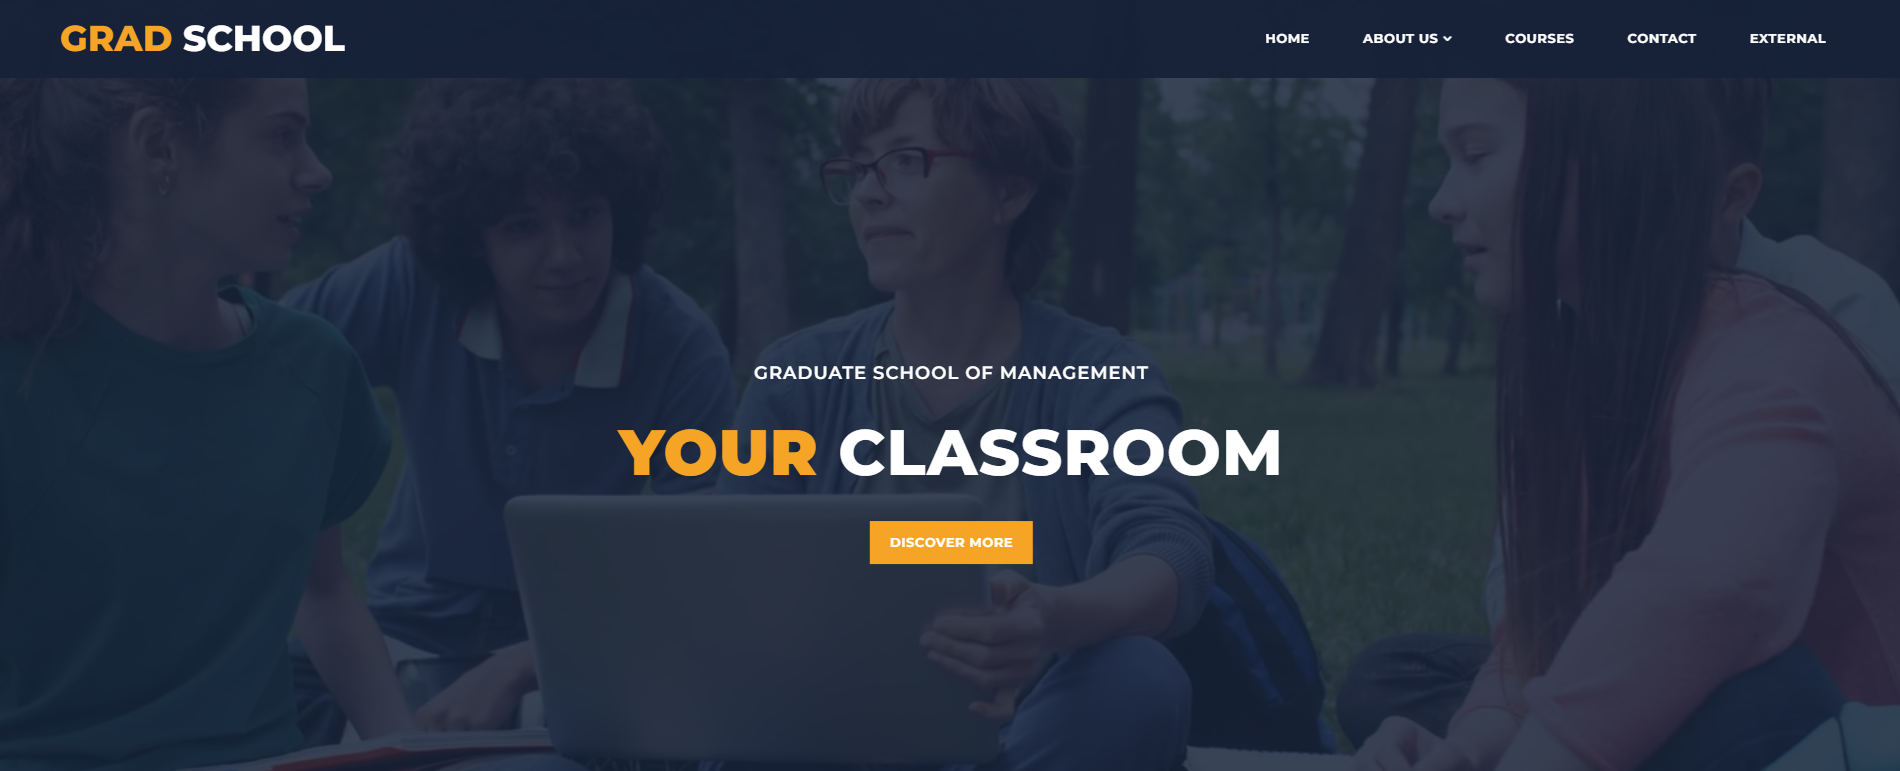 GRAD SCHOOL
HOME
ABOUT US
COURSES
CONTACT
EXTERNAL
GRADUATE SCHOOL OF MANAGEMENT
YOUR CLASSROOM
DISCOVER MORE